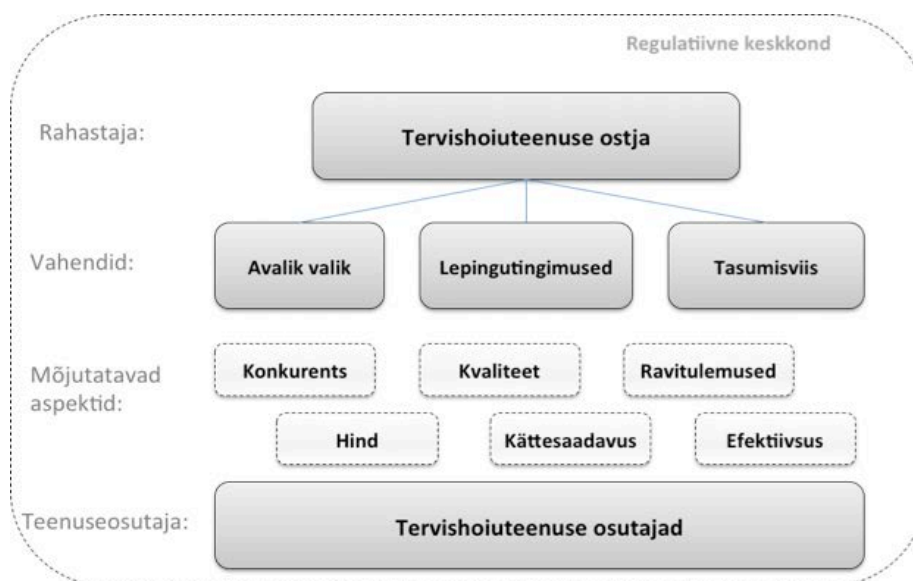 Regulatiivne keskkond
Rahastaja:
Tervishoiuteenuse ostja
Vahendid:
Avalik valik
Lepingutingimused
Tasumisviis
Mõjutatavad
aspektid:
Konkurents
Kvaliteet
Ravitulemused
Hind
Kättesaadavus
Efektiivsus
Teenuseosutaja:
Tervishoiuteenuse osutajad